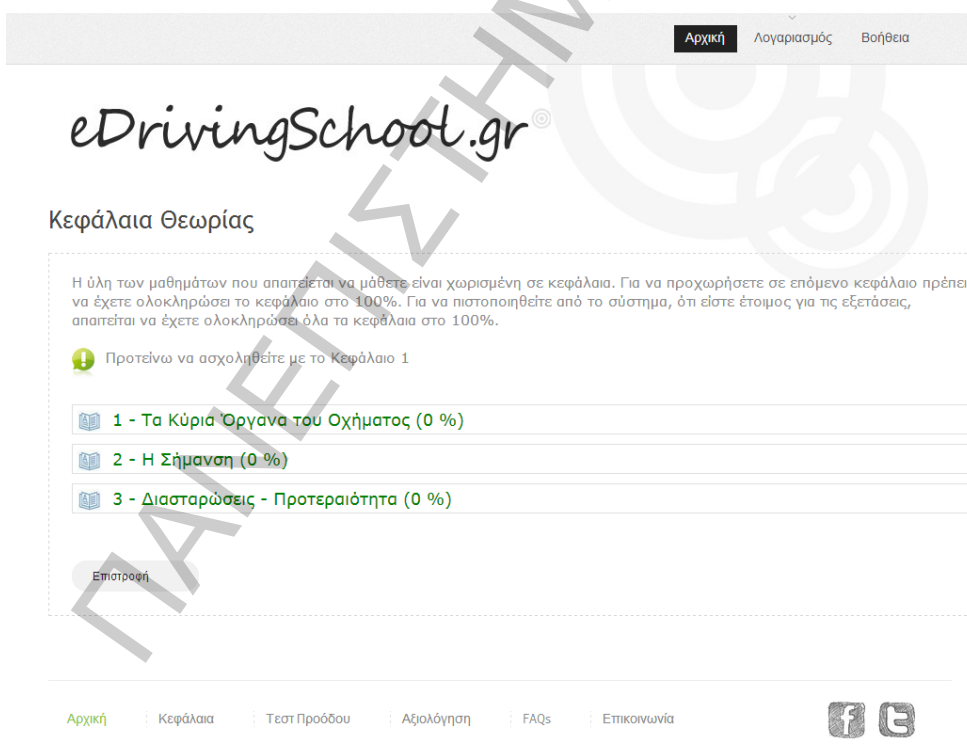 Αρχική Λογαριασμός Βοήθεια
eDrivingSchool.gr
Κεφάλαια Θεωρίας
Η ύλη των μαθημάτων που απαιτείεται να μάθετε είναι χωρισμένη σε κεφάλαια. Για να προχωρήσετε σε επόμενο κεφάλαιο πρέπει
να έχετε ολοκληρώσει το κεφάλαιο στο 100%. Για να πιστοποιηθείτε από το σύστημα, ότι είστε έτοιμος για τις εξετάσεις,
απαιτείται να έχετε ολοκληρώσει όλα τα κεφάλαια στο 100%.
Προτείνω να ασχοληθείτε με το Κεφάλαιο 1
1 - Τα Κύρια Όργανα του Οχήματος (0 %)
2 - Η Σήμανση (0 %)
3 - Διασταρώσεις - Προτεραιότητα (0 %)
Επιστροφή
ΠΑΝΕΠΙΣΤΗΜ
Αρχική Κεφάλαια Τεστ Προόδου Αξιολόγηση FAQs Επικοινωνία